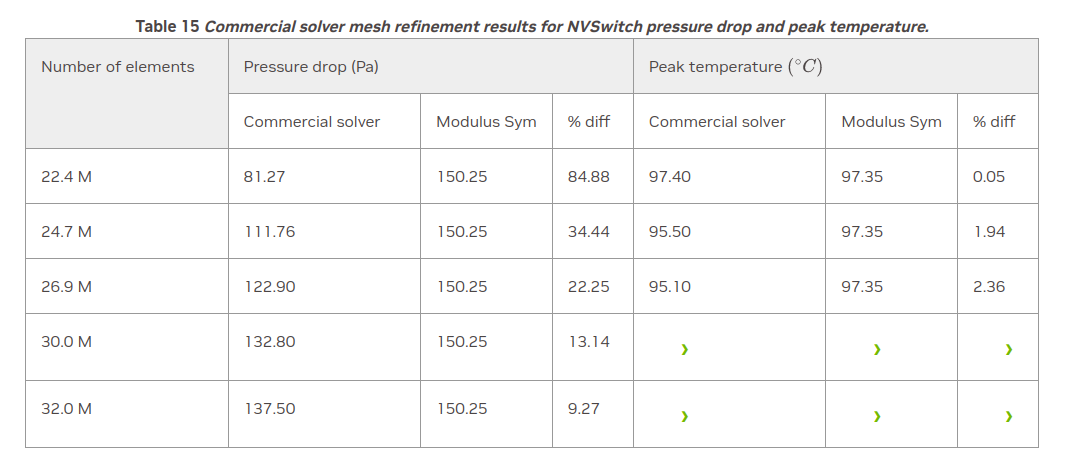 Table 15 Commercial solver mesh refinement results for NVSwitch pressure drop and peak temperature.
Number of elements Pressure drop (Pa) Peak temperature (°C)
Commercial solver Modulus Sym % diff Commercial solver Modulus Sym % diff
22.4 M 81.27 150.25 84.88 97.40 97.35 0.05
24.7 M 111.76 150.25 34.44 95.50 97.35 1.94
26.9 M 122.90 150.25 22.25 95.10 97.35 2.36
30.0 M 132.80 150.25 13.14 › › ›
32.0 M 137.50 150.25 9.27 › › ›